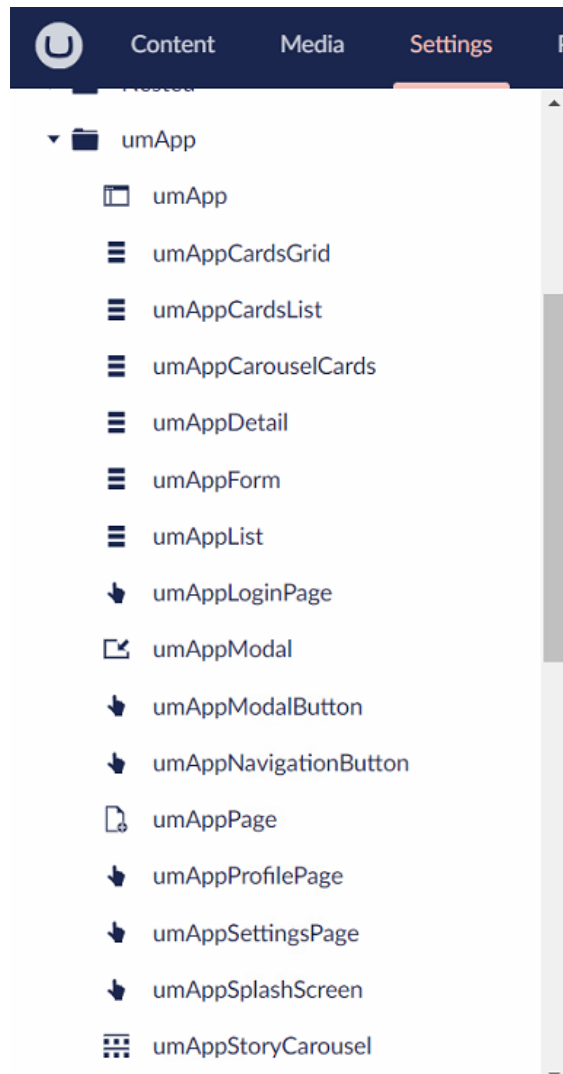 Content Media Settings
umApp
umApp
umAppCardsGrid
umAppCardsList
umAppCarouselCards
umAppDetail
umAppForm
umAppList
umAppLoginPage
umAppModal
umAppModalButton
umAppNavigationButton
umAppPage
umAppProfilePage
umAppSettingsPage
umAppSplashScreen
umAppStoryCarousel